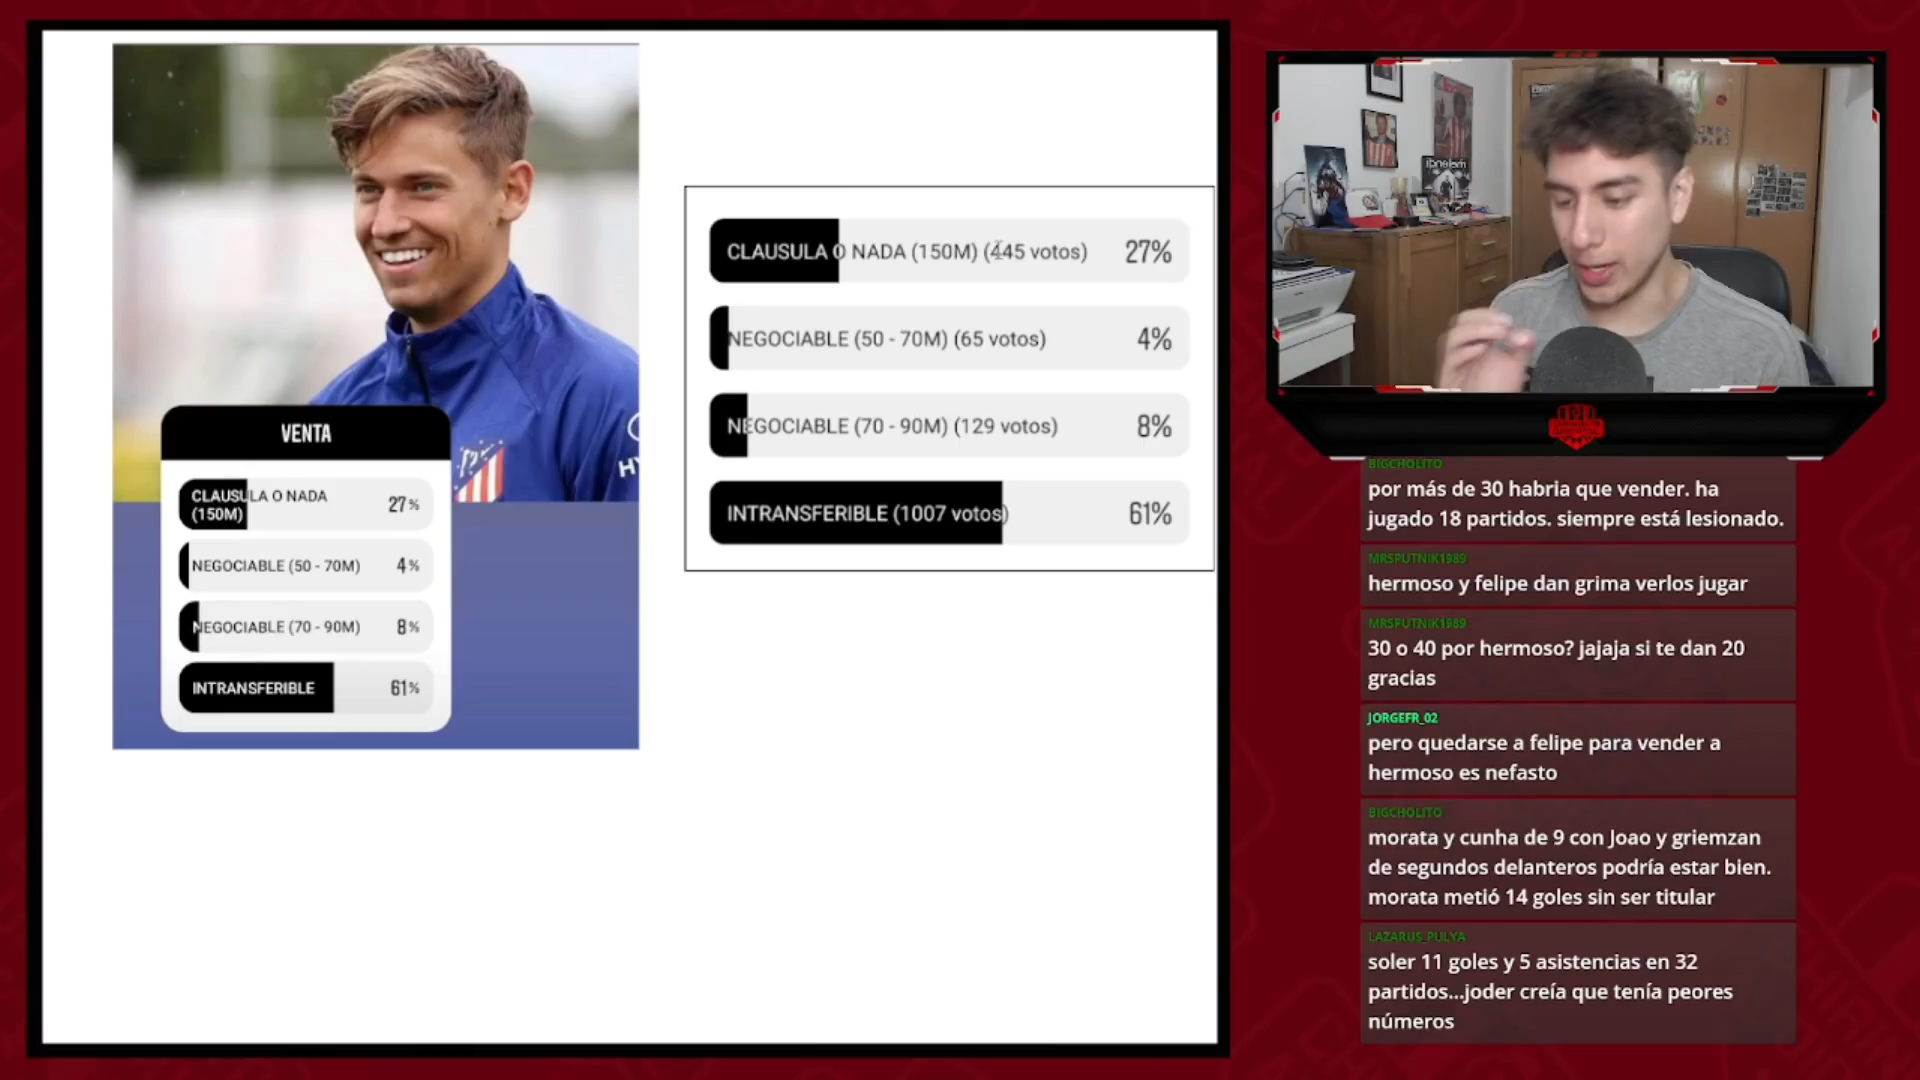 VENTA
CLAUSULA O NADA
(150M)
27%
NEGOCIABLE (50 - 70M)
4%
NEGOCIABLE (70 - 90M)
8%
INTRANSFERIBLE
61%
CLAUSULA O NADA (150M) (445 votos)
27%
NEGOCIABLE (50 - 70M) (65 votos)
4%
NEGOCIABLE (70 - 90M) (129 votos)
8%
INTRANSFERIBLE (1007 votos)
61%
BIGCHOLITO
por más de 30 habria que vender. ha
jugado 18 partidos. siempre está lesionado.
MRSPUTNIK1989
hermoso y felipe dan grima verlos jugar
MRSPUTNIK1989
30 o 40 por hermoso? jajaja si te dan 20
gracias
JORGEFR_02
pero quedarse a felipe para vender a
hermoso es nefasto
BIGCHOLITO
morata y cunha de 9 con Joao y griemzan
de segundos delanteros podría estar bien.
morata metió 14 goles sin ser titular
LAZARUS_PULYA
soler 11 goles y 5 asistencias en 32
partidos...joder creía que tenía peores
números